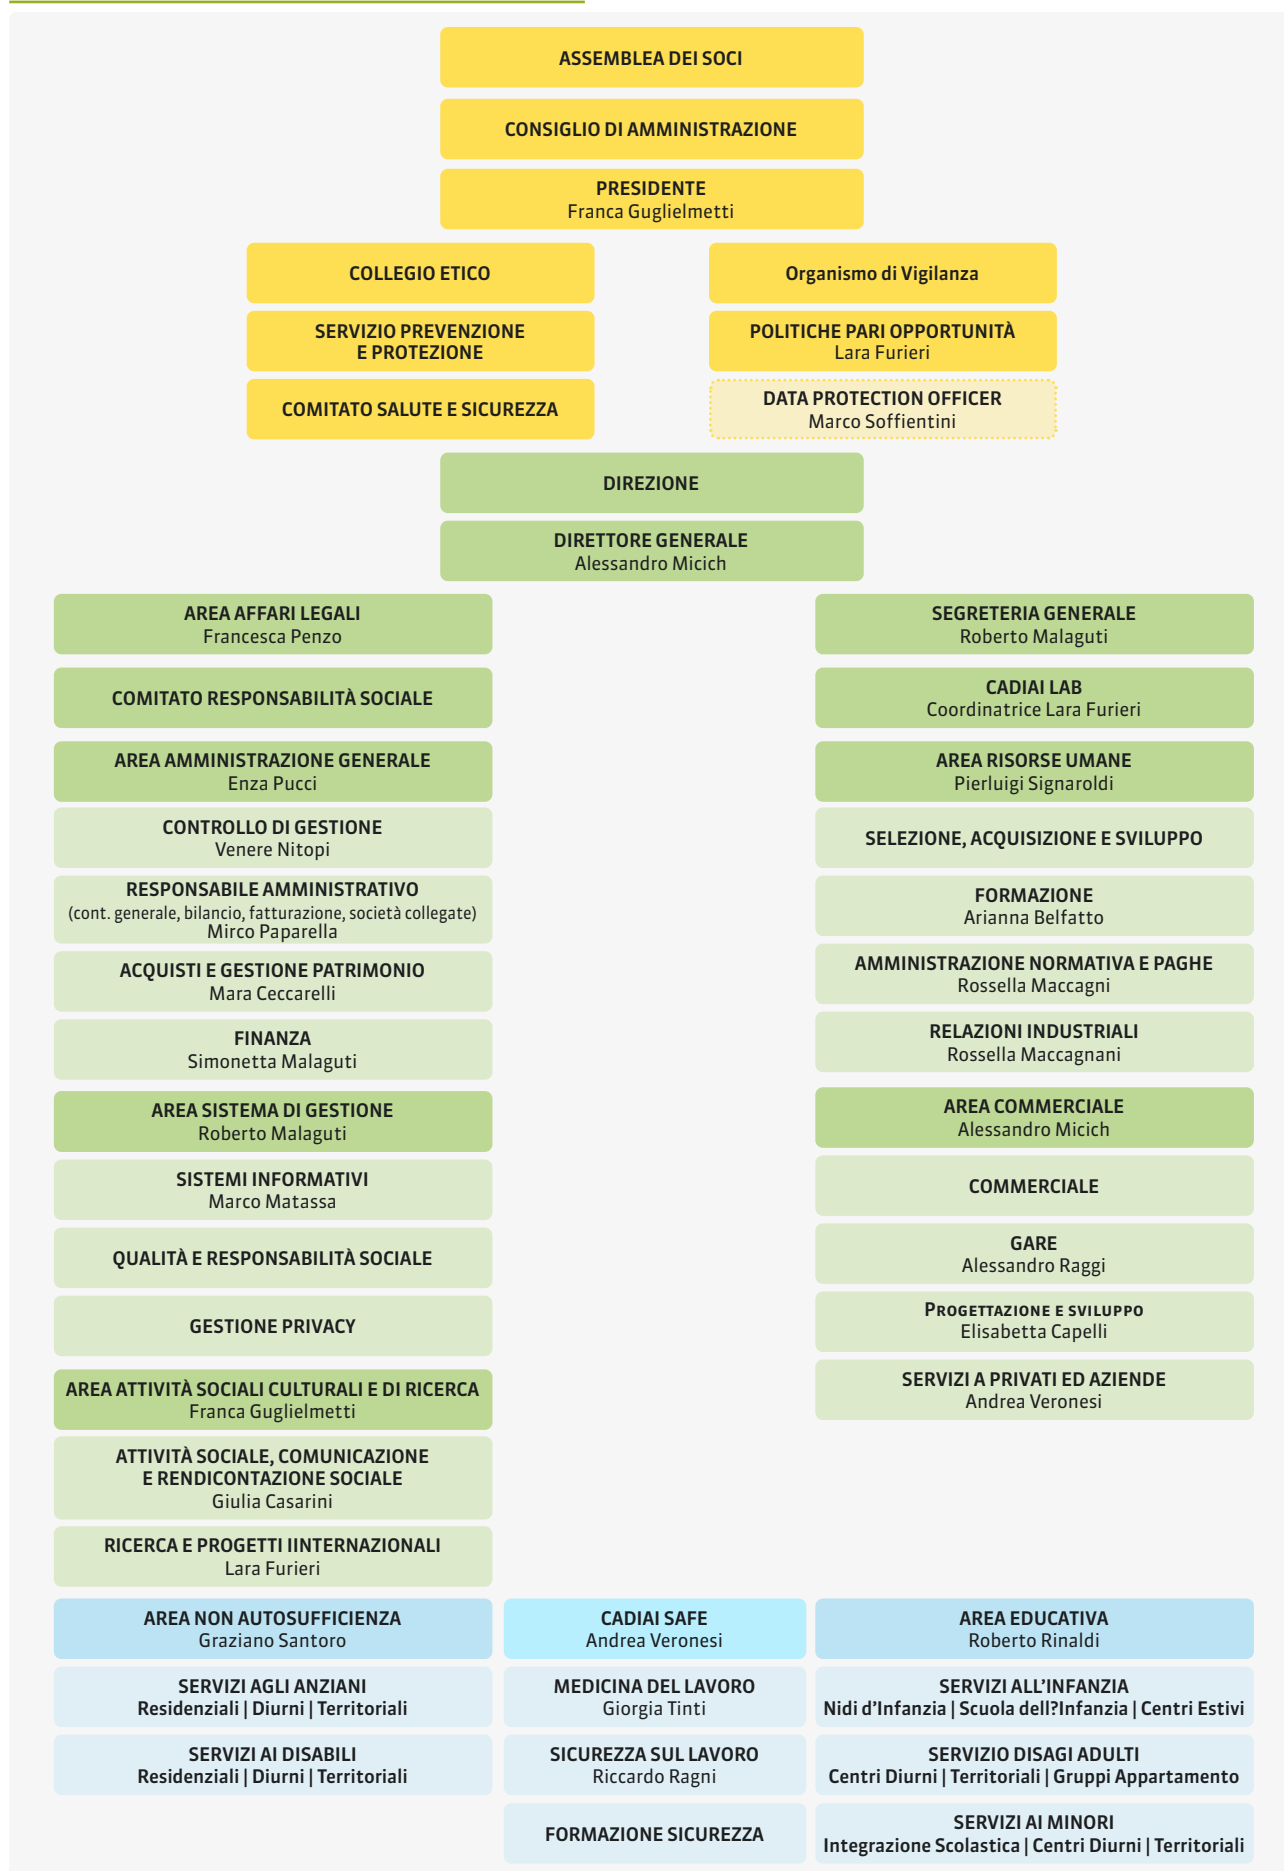 ASSEMBLEA DEI SOCI
CONSIGLIO DI AMMINISTRAZIONE
PRESIDENTE
Franca Guglielmetti
COLLEGIO ETICO
Organismo di Vigilanza
SERVIZIO PREVENZIONE
E PROTEZIONE
POLITICHE PARI OPPORTUNITÀ
Lara Furieri
COMITATO SALUTE E SICUREZZA
DATA PROTECTION OFFICER
Marco Soffientini
DIREZIONE
DIRETTORE GENERALE
Alessandro Micich
AREA AFFARI LEGALI
Francesca Penzo
COMITATO RESPONSABILITÀ SOCIALE
AREA AMMINISTRAZIONE GENERALE
Enza Pucci
CONTROLLO DI GESTIONE
Venere Nitopi
RESPONSABILE AMMINISTRATIVO
(cont. generale, bilancio, fatturazione, società collegate)
Mirco Paparella
ACQUISTI E GESTIONE PATRIMONIO
Mara Ceccarelli
FINANZA
Simonetta Malaguti
AREA SISTEMA DI GESTIONE
Roberto Malaguti
SISTEMI INFORMATIVI
Marco Matassa
QUALITÀ E RESPONSABILITÀ SOCIALE
GESTIONE PRIVACY
AREA ATTIVITÀ SOCIALI CULTURALI E DI RICERCA
Franca Guglielmetti
ATTIVITÀ SOCIALE, COMUNICAZIONE
E RENDICONTAZIONE SOCIALE
Giulia Casarini
RICERCA E PROGETTI IINTERNAZIONALI
Lara Furieri
SEGRETERIA GENERALE
Roberto Malaguti
CADIAI LAB
Coordinatrice Lara Furieri
AREA RISORSE UMANE
Pierluigi Signaroldi
SELEZIONE, ACQUISIZIONE E SVILUPPO
FORMAZIONE
Arianna Belfatto
AMMINISTRAZIONE NORMATIVA E PAGHE
Rossella Maccagni
RELAZIONI INDUSTRIALI
Rossella Maccagnani
AREA COMMERCIALE
Alessandro Micich
COMMERCIALE
GARE
Alessandro Raggi
PROGETTAZIONE E SVILUPPO
Elisabetta Capelli
SERVIZI A PRIVATI ED AZIENDE
Andrea Veronesi
AREA NON AUTOSUFFICIENZA
Graziano Santoro
SERVIZI AGLI ANZIANI
Residenziali | Diurni | Territoriali
SERVIZI AI DISABILI
Residenziali | Diurni | Territoriali
CADIAI SAFE
Andrea Veronesi
MEDICINA DEL LAVORO
Giorgia Tinti
SICUREZZA SUL LAVORO
Riccardo Ragni
FORMAZIONE SICUREZZA
AREA EDUCATIVA
Roberto Rinaldi
SERVIZI ALL'INFANZIA
Nidi d'Infanzia | Scuola dell?Infanzia | Centri Estivi
SERVIZIO DISAGI ADULTI
Centri Diurni | Territoriali | Gruppi Appartamento
SERVIZI AI MINORI
Integrazione Scolastica | Centri Diurni | Territoriali